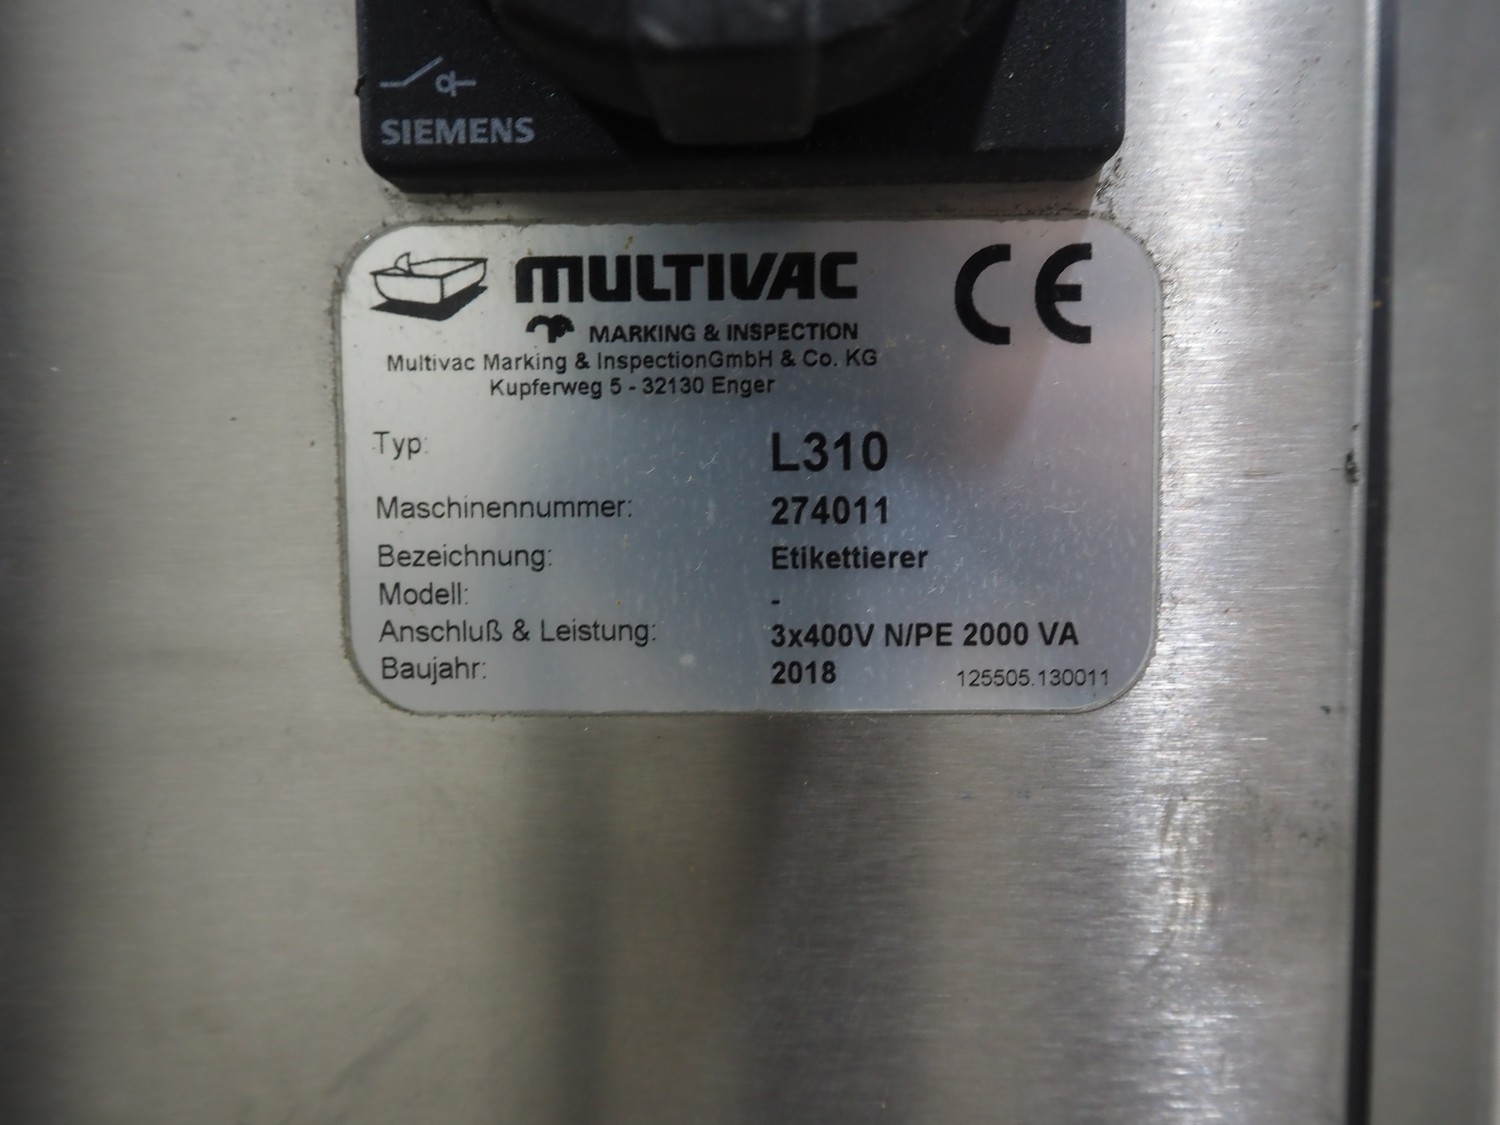 SIEMENS
MULTIVAC
MARKING & INSPECTION
CE
Multivac Marking & InspectionGmbH & Co. KG
Kupferweg 5 - 32130 Enger
Typ: L310
Maschinennummer: 274011
Bezeichnung: Etikettierer
Modell: -
Anschluß & Leistung: 3x400V N/PE 2000 VA
Baujahr: 2018 125505.130011